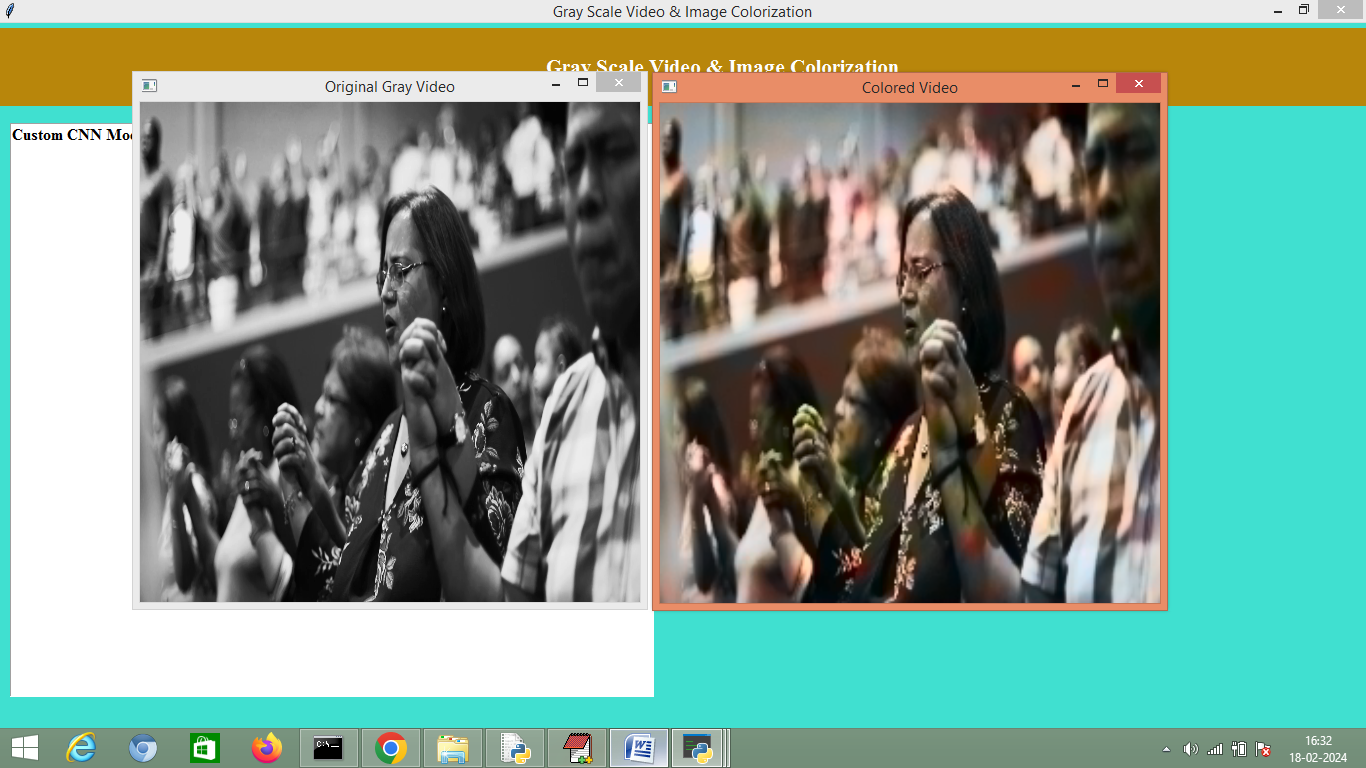 Gray Scale Video & Image Colorization
Gray Scale Video & Image Colorization
Original Gray Video
Colored Video
Custom CNN Mo
C:\
16:32
18-02-2024